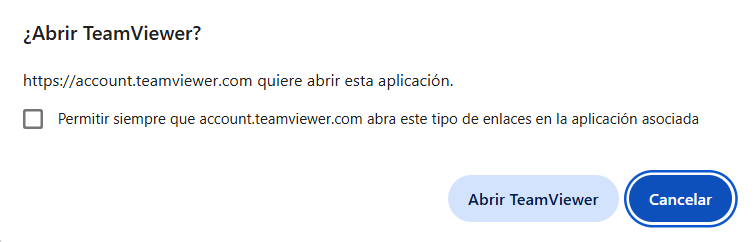 ¿Abrir TeamViewer?
https://account.teamviewer.com quiere abrir esta aplicación.
Permitir siempre que account.teamviewer.com abra este tipo de enlaces en la aplicación asociada
Abrir TeamViewer
Cancelar